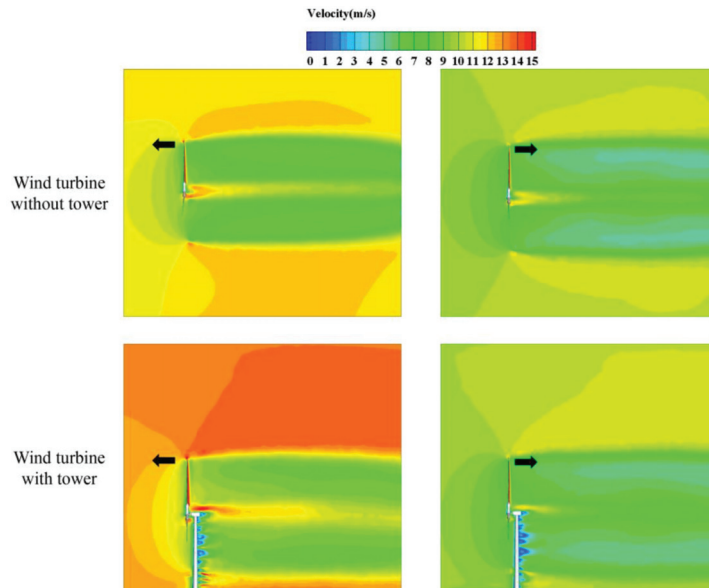 Velocity(m/s)
0 1 2 3 4 5 6 7 8 9 10 11 12 13 14 15
Wind turbine
without tower
Wind turbine
with tower